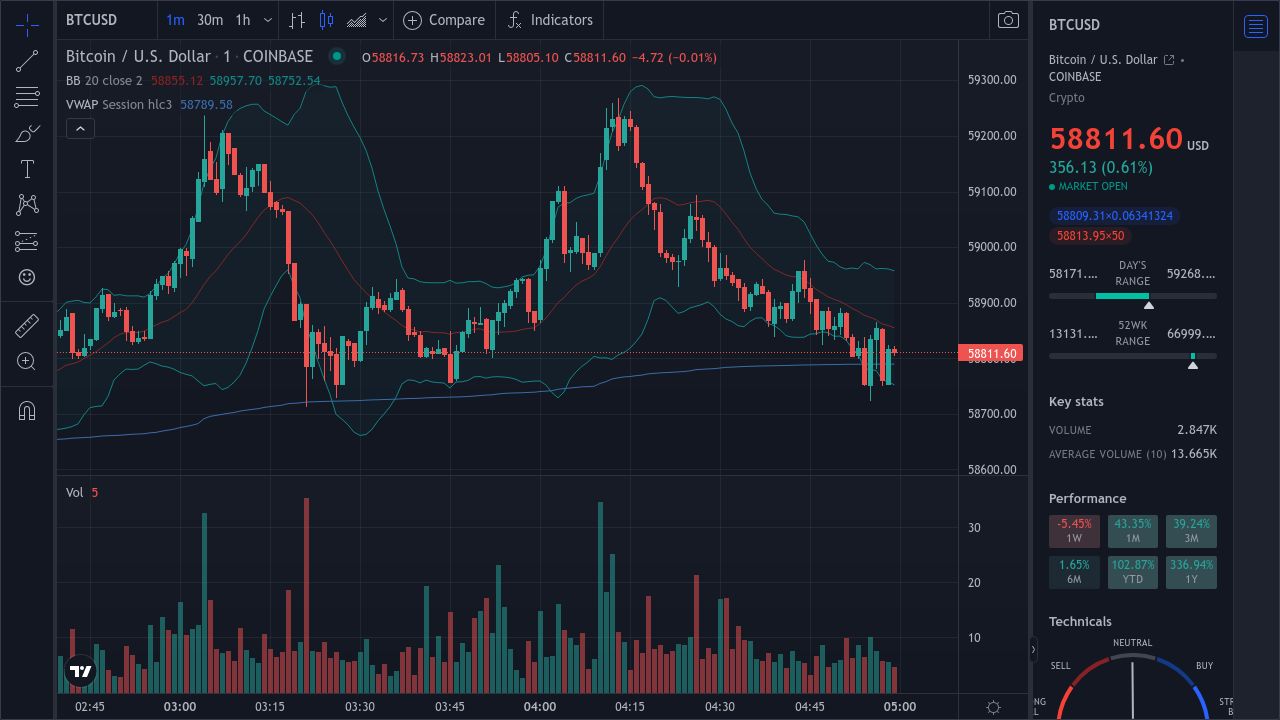 BTCUSD
1m 30m 1h
Compare
Indicators
Bitcoin / U.S. Dollar · 1 · COINBASE
O58816.73 H58823.01 L58805.10 C58811.60 −4.72 (−0.01%)
BB 20 close 2 58855.12 58957.70 58752.54
VWAP Session hlc3 58789.58
59300.00
59200.00
59100.00
59000.00
58900.00
58811.60
58700.00
58600.00
Vol 5
30
20
10
02:45 03:00 03:15 03:30 03:45 04:00 04:15 04:30 04:45 05:00
BTCUSD
Bitcoin / U.S. Dollar •
COINBASE
Crypto
58811.60 USD
356.13 (0.61%)
MARKET OPEN
58809.31×0.06341324
58813.95×50
58171.... DAY'S RANGE 59268....
13131.... 52WK RANGE 66999....
Key stats
VOLUME 2.847K
AVERAGE VOLUME (10) 13.665K
Performance
-5.45% 43.35% 39.24%
1W 1M 3M
1.65% 102.87% 336.94%
6M YTD 1Y
Technicals
NEUTRAL
SELL BUY